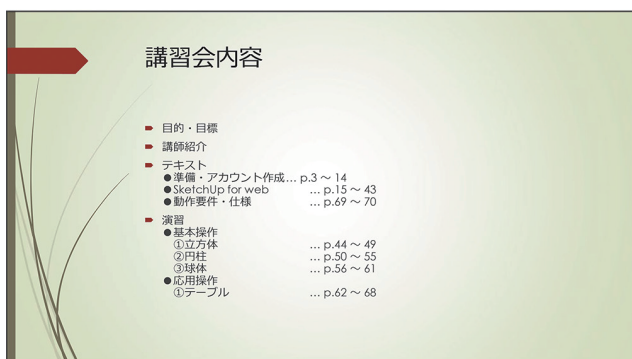 講習会内容
目的・目標
講師紹介
テキスト
●準備・アカウント作成… p.3 ～ 14
●SketchUp for web … p.15 ～ 43
●動作要件・仕様 … p.69 ～ 70
演習
●基本操作
①立方体 … p.44 ～ 49
②円柱 … p.50 ～ 55
③球体 … p.56 ～ 61
●応用操作
①テーブル … p.62 ～ 68